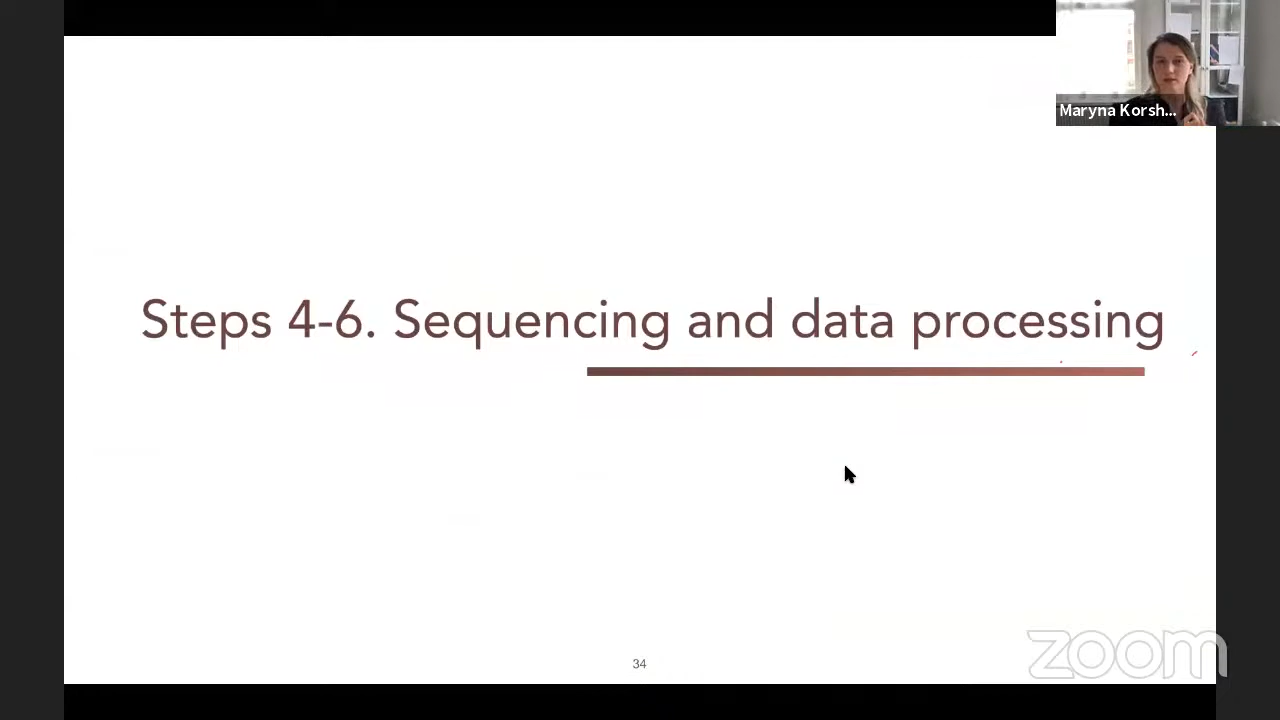 Maryna Korsh...
Steps 4-6. Sequencing and data processing
34
zoom